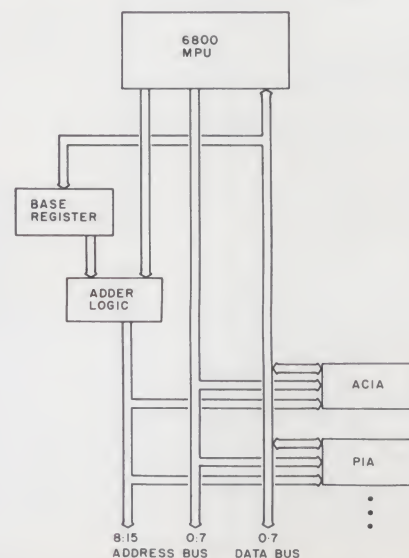 6800
MPU
BASE
REGISTER
ADDER
LOGIC
ACIA
PIA
8:15 0:7 0·7
ADDRESS BUS DATA BUS